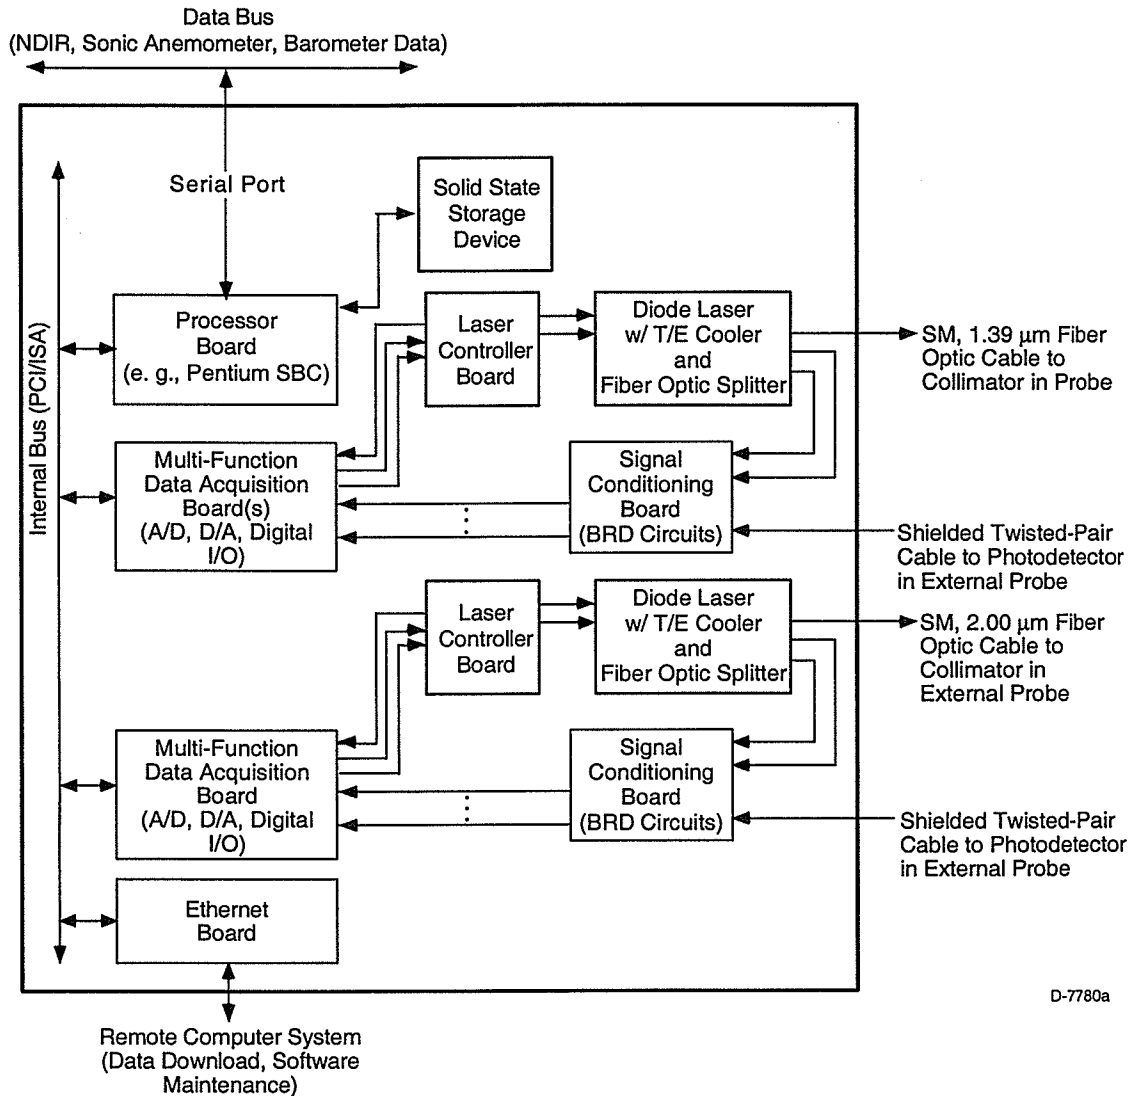 Data Bus
(NDIR, Sonic Anemometer, Barometer Data)
Serial Port
Solid State
Storage
Device
Internal Bus (PCI/ISA)
Processor
Board
(e. g., Pentium SBC)
Laser
Controller
Board
Diode Laser
w/ T/E Cooler
and
Fiber Optic Splitter
SM, 1.39 µm Fiber
Optic Cable to
Collimator in Probe
Multi-Function
Data Acquisition
Board(s)
(A/D, D/A, Digital
I/O)
Signal
Conditioning
Board
(BRD Circuits)
Shielded Twisted-Pair
Cable to Photodetector
in External Probe
Laser
Controller
Board
Diode Laser
w/ T/E Cooler
and
Fiber Optic Splitter
SM, 2.00 µm Fiber
Optic Cable to
Collimator in
External Probe
Multi-Function
Data Acquisition
Board
(A/D, D/A, Digital
I/O)
Signal
Conditioning
Board
(BRD Circuits)
Shielded Twisted-Pair
Cable to Photodetector
in External Probe
Ethernet
Board
D-7780a
Remote Computer System
(Data Download, Software
Maintenance)